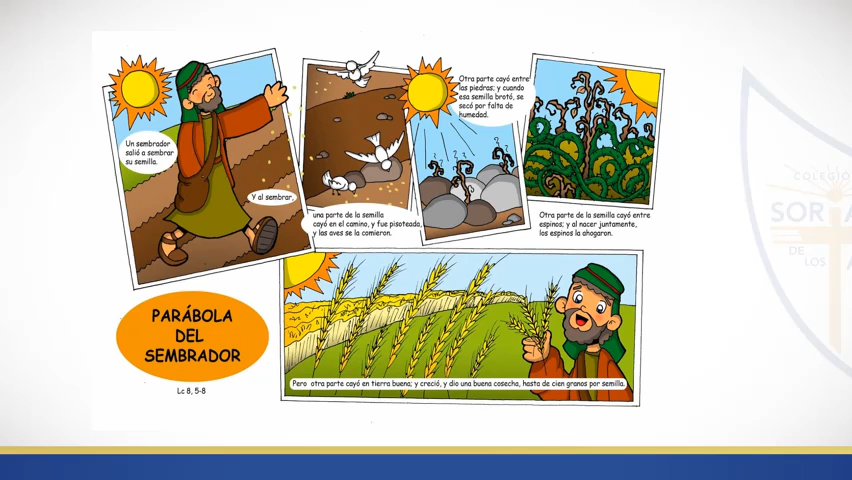 Un sembrador
salió a sembrar
su semilla.
Y al sembrar,
una parte de la semilla
cayó en el camino, y fue pisoteada,
y las aves se la comieron.
Otra parte cayó entre
las piedras; y cuando
esa semilla brotó, se
secó por falta de
humedad.
Otra parte de la semilla cayó entre
espinos; y al nacer juntamente,
los espinos la ahogaron.
Pero otra parte cayó en tierra buena; y creció, y dio una buena cosecha, hasta de cien granos por semilla.
PARÁBOLA
DEL
SEMBRADOR
Lc 8, 5-8
COLEGIO
DE
LOS